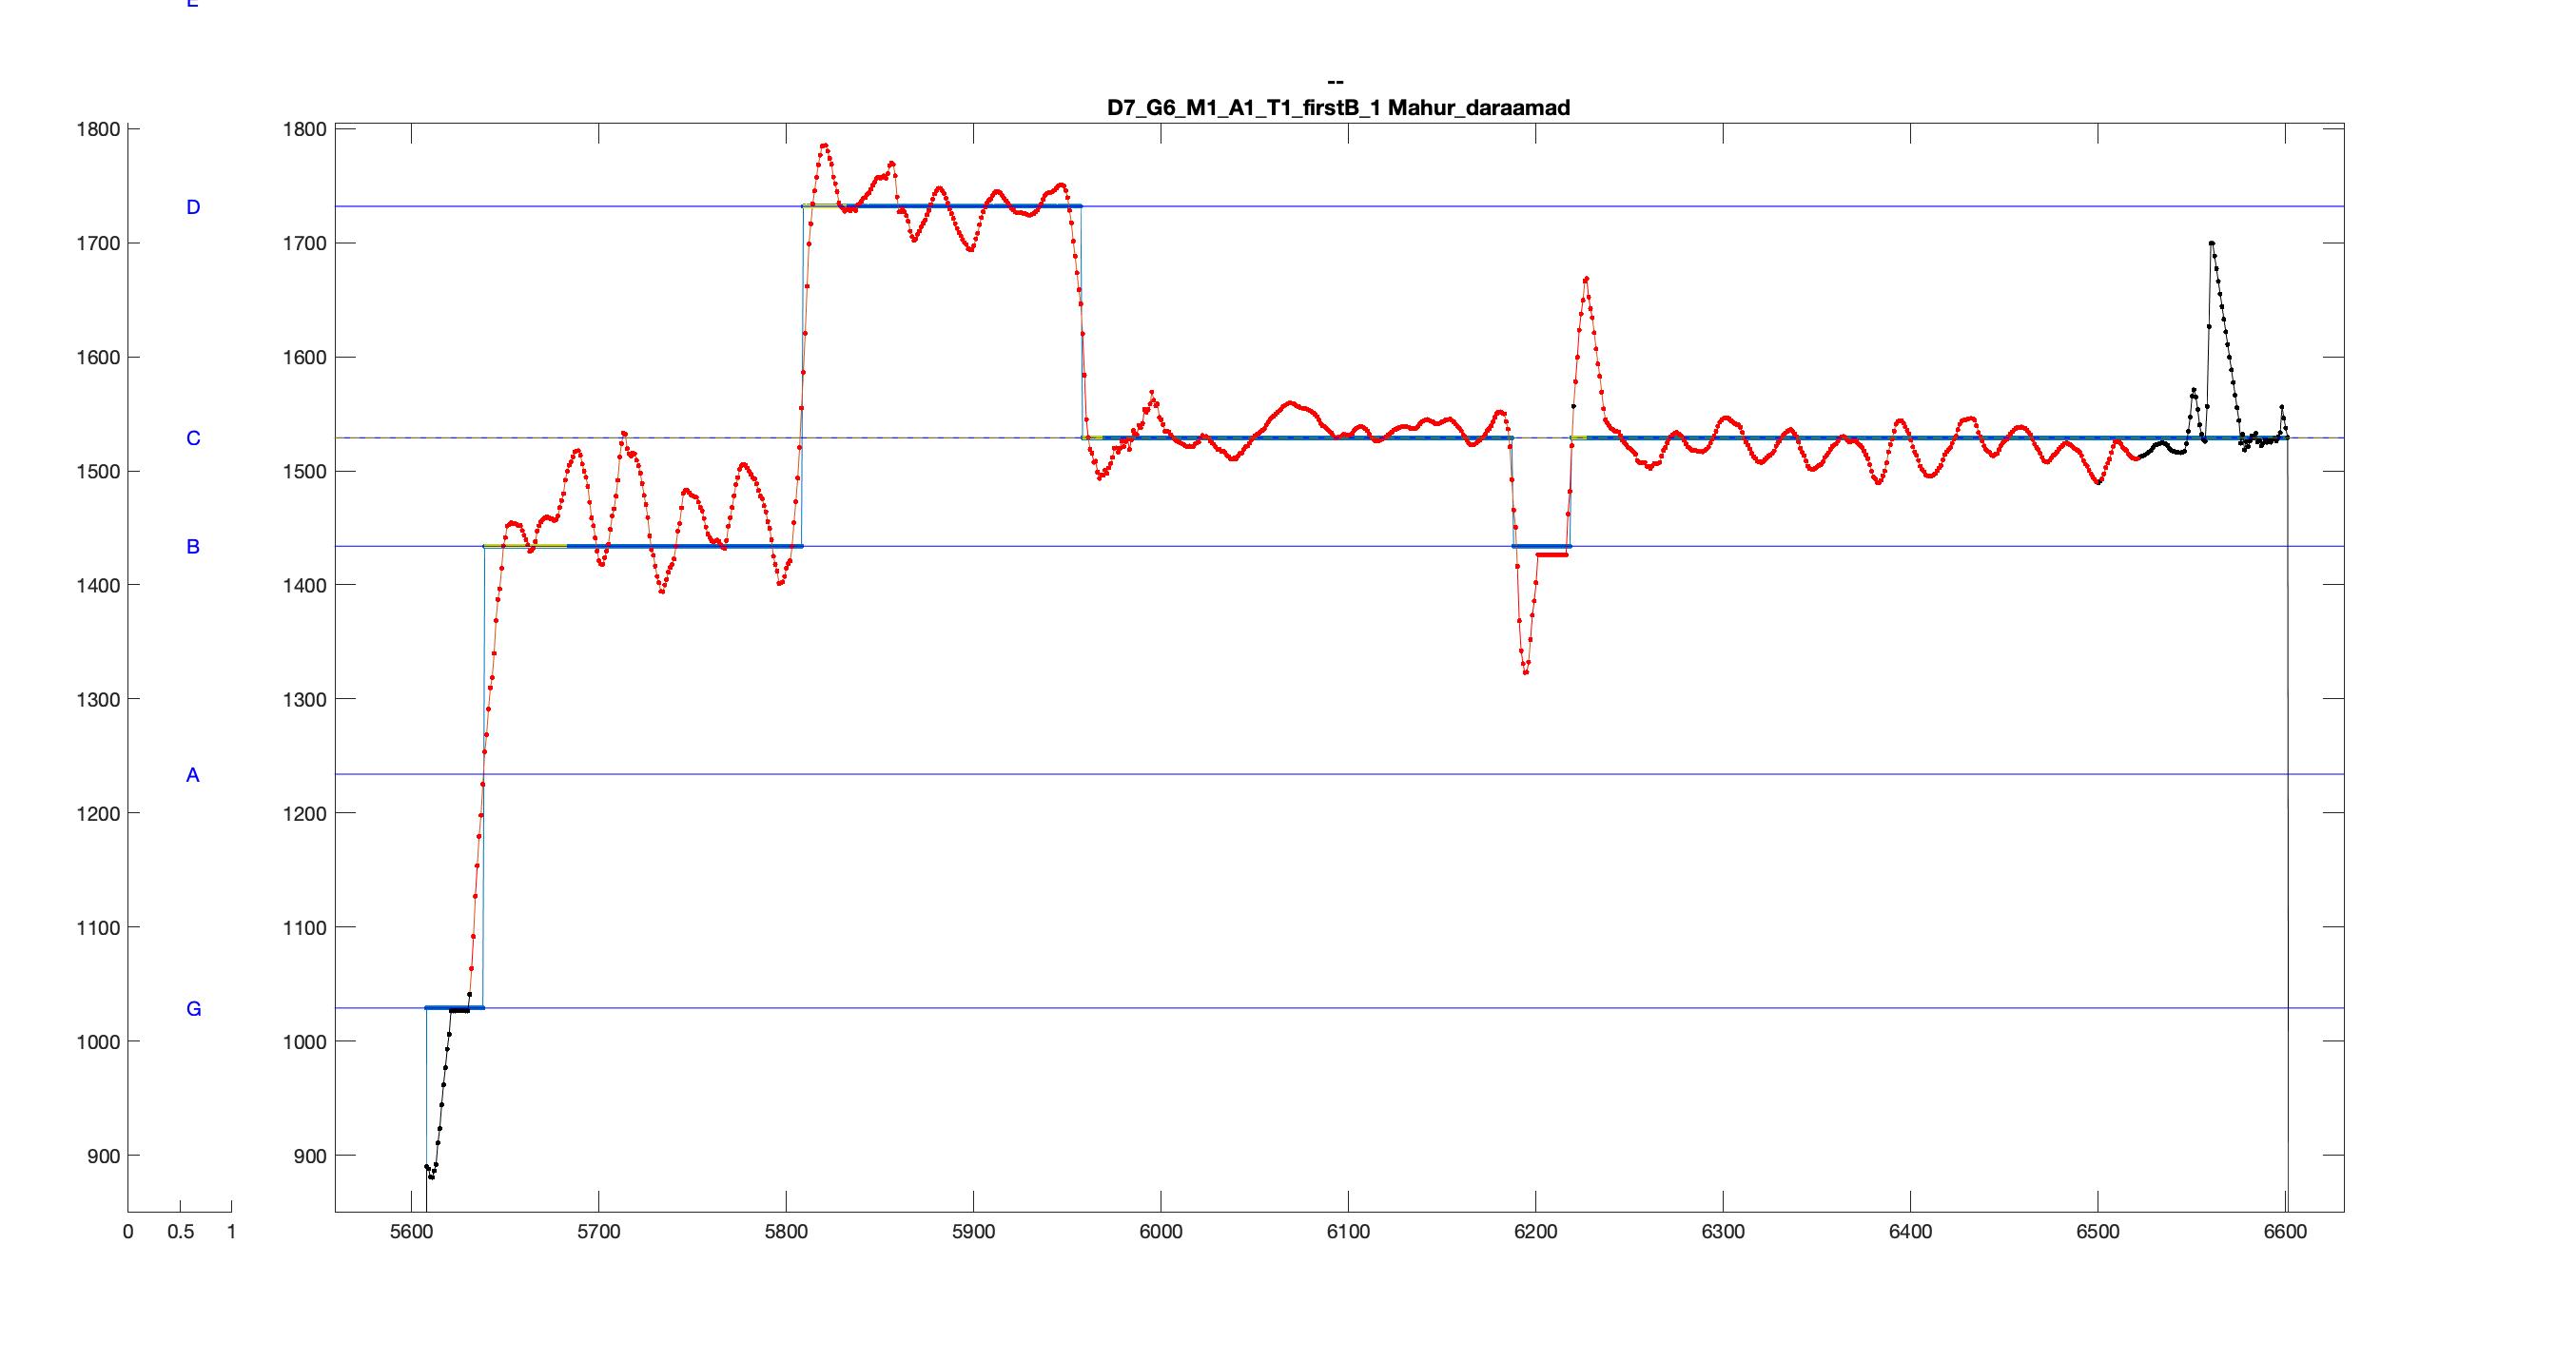 E
--
D7_G6_M1_A1_T1_firstB_1 Mahur_daraamad
1800 1800
D
1700 1700
1600 1600
C
1500 1500
B
1400 1400
1300 1300
A
1200 1200
1100 1100
G
1000 1000
900 900
0 0.5 1 5600 5700 5800 5900 6000 6100 6200 6300 6400 6500 6600